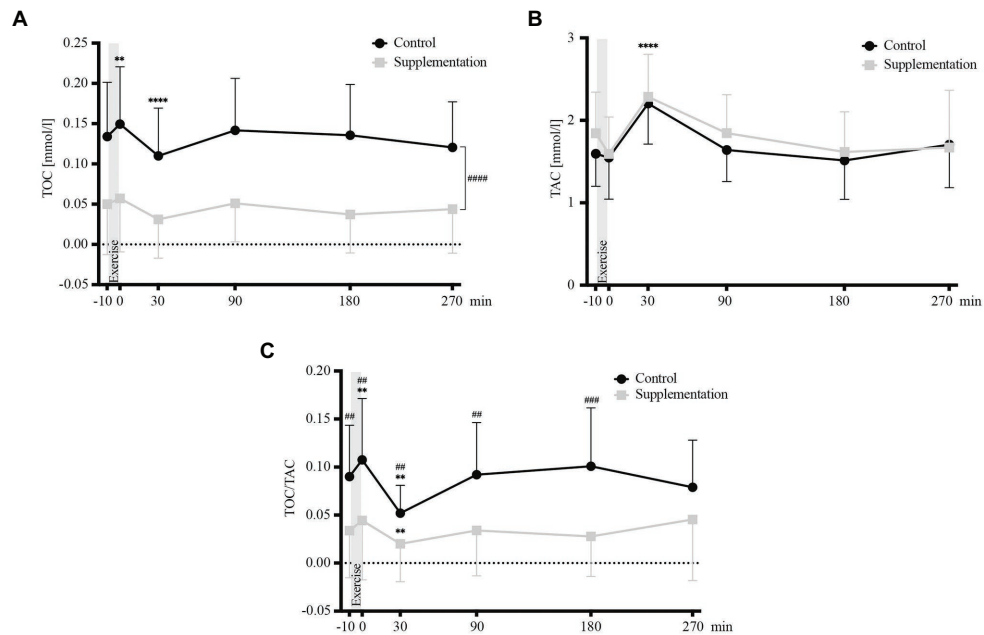 A
TOC [mmol/l]
0.25
0.20
0.15
0.10
0.05
0.00
-0.05
**
****
####
Control
Supplementation
Exercise
-10 0 30 90 180 270 min
B
TAC [mmol/l]
3
2
1
0
****
Control
Supplementation
Exercise
-10 0 30 90 180 270 min
C
TOC/TAC
0.20
0.15
0.10
0.05
0.00
-0.05
##
##
**
##
**
**
##
###
Control
Supplementation
Exercise
-10 0 30 90 180 270 min